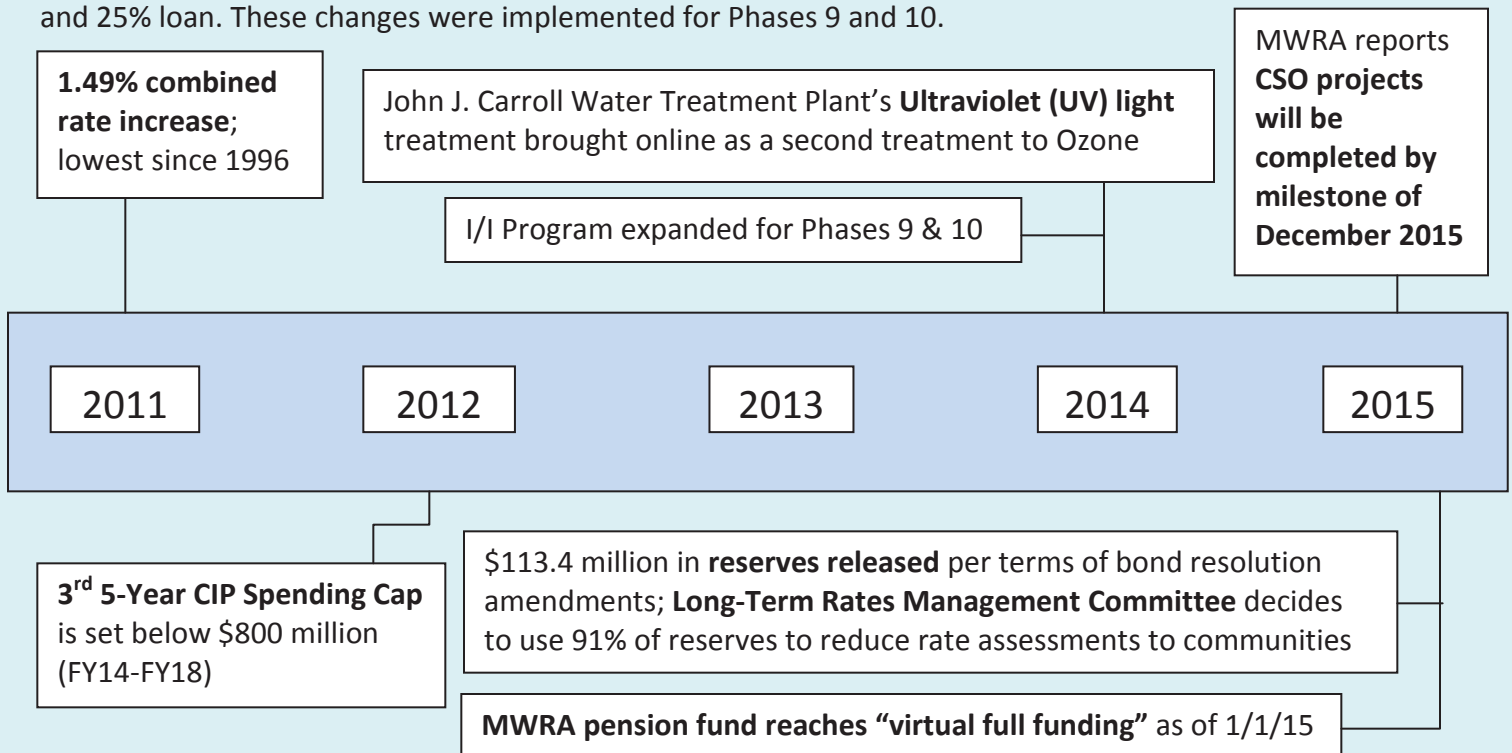 and 25% loan. These changes were implemented for Phases 9 and 10.
1.49% combined
rate increase;
lowest since 1996
John J. Carroll Water Treatment Plant's Ultraviolet (UV) light
treatment brought online as a second treatment to Ozone
I/I Program expanded for Phases 9 & 10
MWRA reports
CSO projects
will be
completed by
milestone of
December 2015
2011
2012
2013
2014
2015
3rd 5-Year CIP Spending Cap
is set below $800 million
(FY14-FY18)
$113.4 million in reserves released per terms of bond resolution
amendments; Long-Term Rates Management Committee decides
to use 91% of reserves to reduce rate assessments to communities
MWRA pension fund reaches “virtual full funding” as of 1/1/15